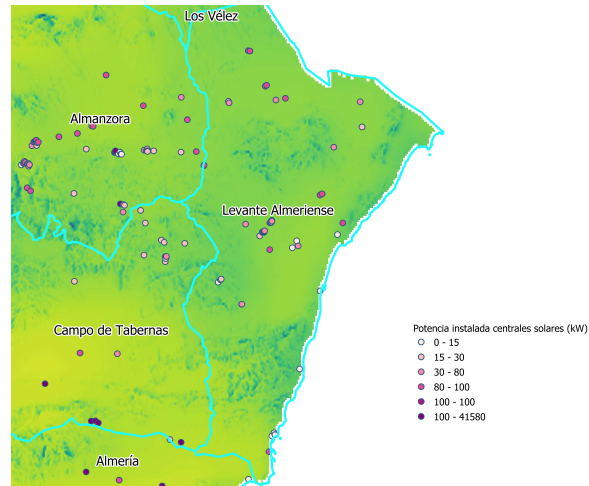 Los Vélez
Almanzora
Levante Almeriense
Campo de Tabernas
Almería
Potencia instalada centrales solares (kW)
0 - 15
15 - 30
30 - 80
80 - 100
100 - 100
100 - 41580